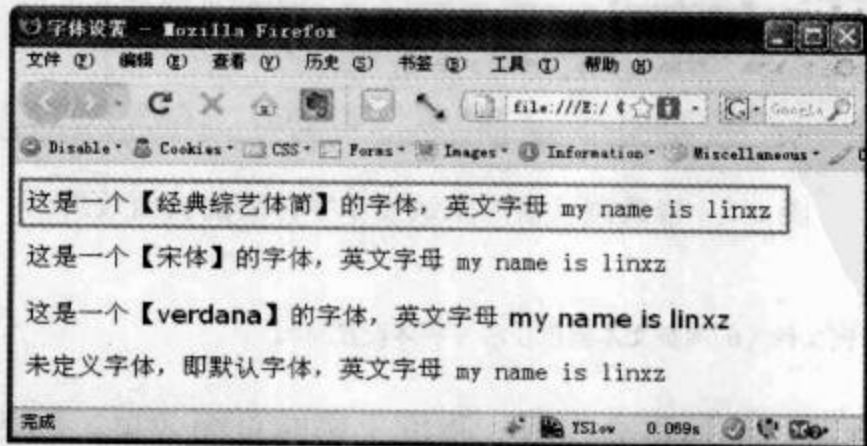 字体设置 - Mozilla Firefox
文件 (F) 编辑 (E) 查看 (V) 历史 (S) 书签 (B) 工具 (T) 帮助 (H)
file:///E:/ Google
Disable Cookies CSS Forms Images Information Miscellaneous
这是一个【经典综艺体简】的字体，英文字母 my name is linxz
这是一个【宋体】的字体，英文字母 my name is linxz
这是一个【verdana】的字体，英文字母 my name is linxz
未定义字体，即默认字体，英文字母 my name is linxz
完成 YSlow 0.069s